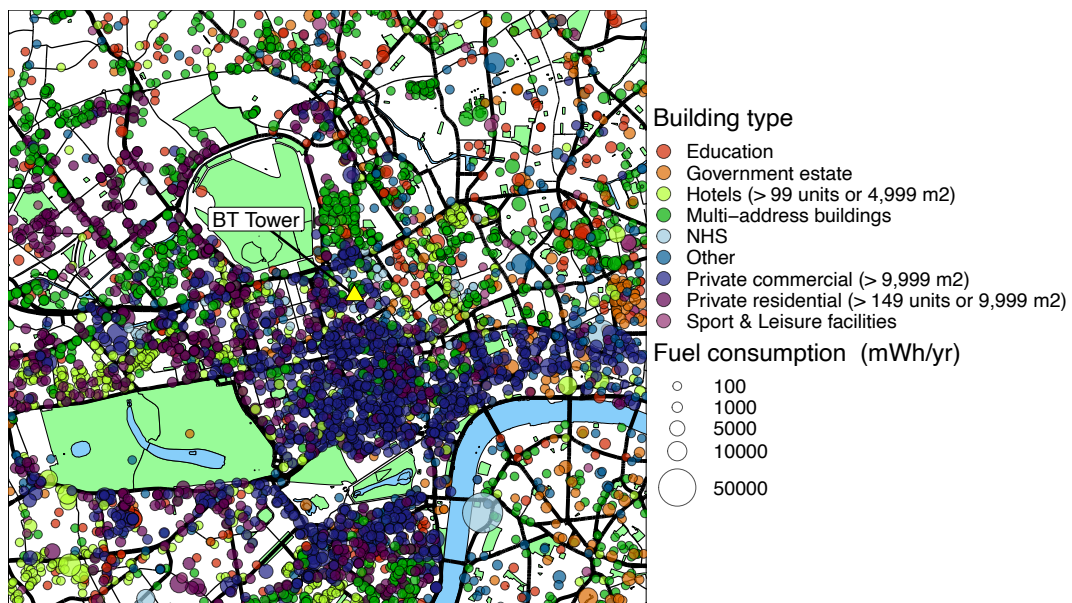 BT Tower
Building type
Education
Government estate
Hotels (> 99 units or 4,999 m2)
Multi−address buildings
NHS
Other
Private commercial (> 9,999 m2)
Private residential (> 149 units or 9,999 m2)
Sport & Leisure facilities
Fuel consumption (mWh/yr)
100
1000
5000
10000
50000